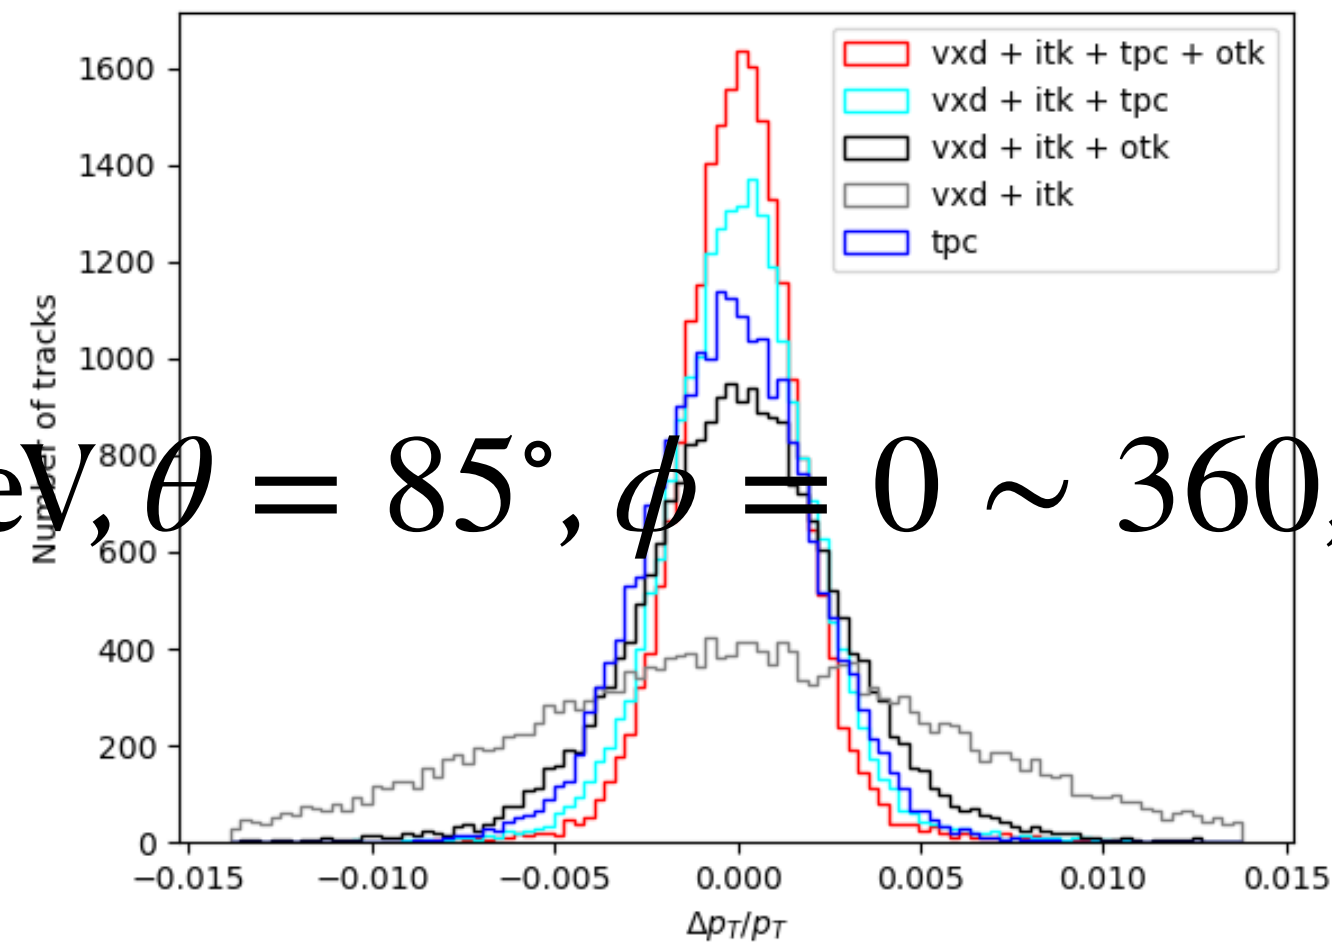 1600
1400
1200
1000
800
600
400
200
0
Number of tracks
vxd + itk + tpc + otk
vxd + itk + tpc
vxd + itk + otk
vxd + itk
tpc
eV, θ = 85°, ϕ = 0 ~ 360,
−0.015 −0.010 −0.005 0.000 0.005 0.010 0.015
Δp_T/p_T